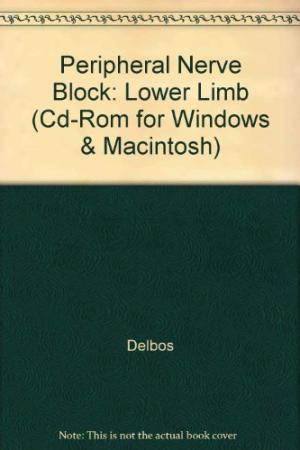 Peripheral Nerve
Block: Lower Limb
(Cd-Rom for Windows
& Macintosh)
Delbos
Note: This is not the actual book cover